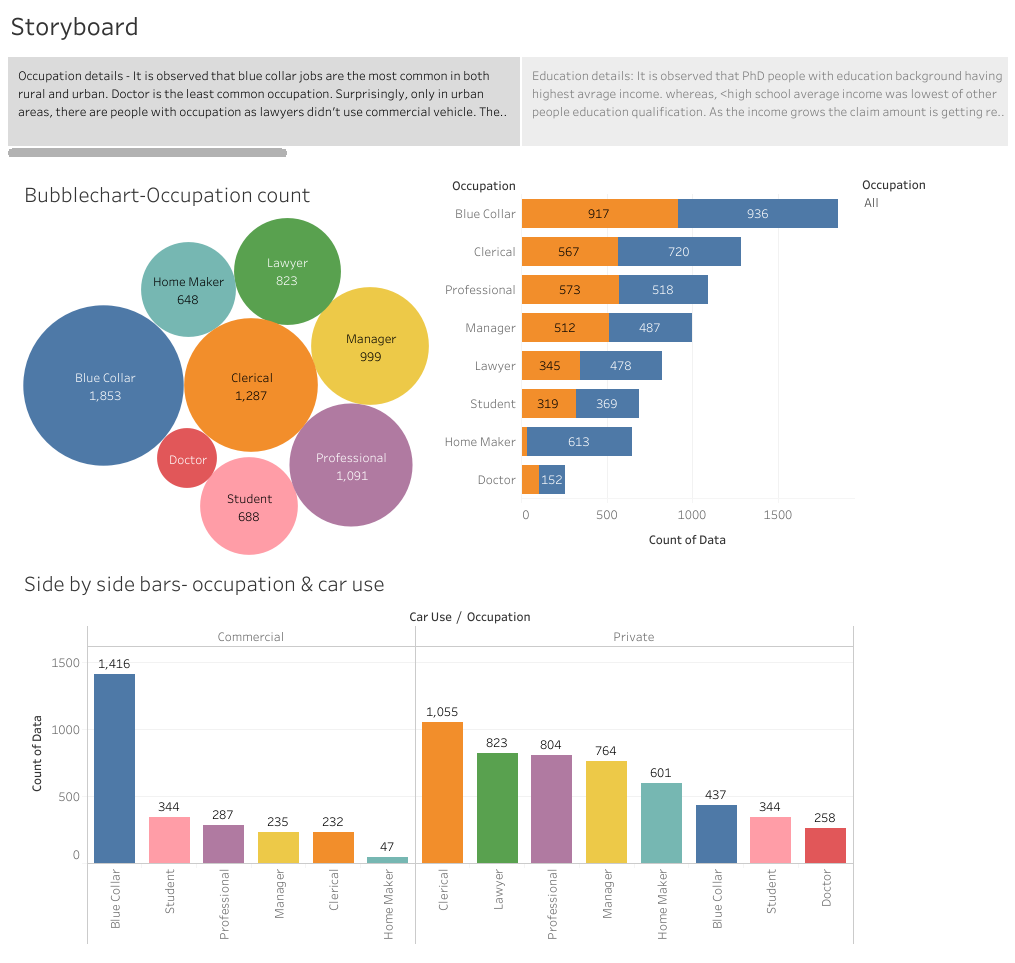 Storyboard
Occupation details - It is observed that blue collar jobs are the most common in both
rural and urban. Doctor is the least common occupation. Surprisingly, only in urban
areas, there are people with occupation as lawyers didn't use commercial vehicle. The..
Education details: It is observed that PhD people with education background having
highest avrage income. whereas, <high school average income was lowest of other
people education qualification. As the income grows the claim amount is getting re..
Bubblechart-Occupation count
Lawyer
823
Home Maker
648
Manager
999
Blue Collar
1,853
Clerical
1,287
Doctor
Professional
1,091
Student
688
Occupation
Blue Collar 917 936
Clerical 567 720
Professional 573 518
Manager 512 487
Lawyer 345 478
Student 319 369
Home Maker 613
Doctor 152
0 500 1000 1500
Count of Data
Occupation
All
Side by side bars- occupation & car use
Car Use / Occupation
Commercial Private
Count of Data
1500
1000
500
0
1,416 344 287 235 232 47 1,055 823 804 764 601 437 344 258
Blue Collar Student Professional Manager Clerical Home Maker Clerical Lawyer Professional Manager Home Maker Blue Collar Student Doctor